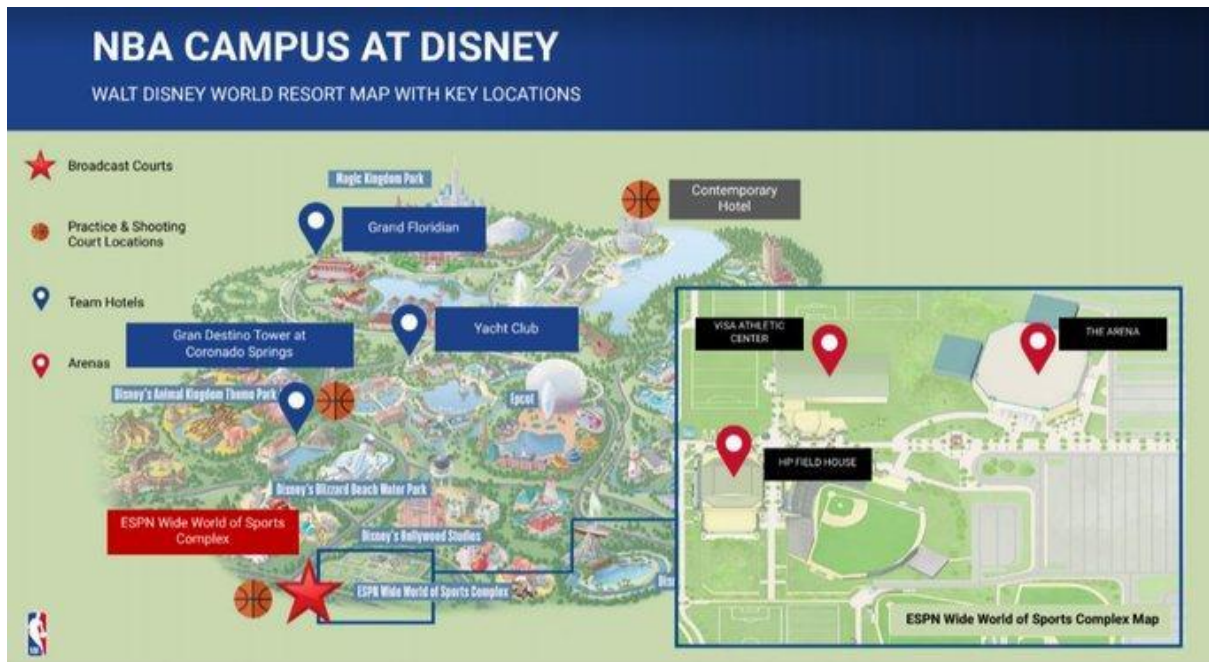 NBA CAMPUS AT DISNEY
WALT DISNEY WORLD RESORT MAP WITH KEY LOCATIONS
Broadcast Courts
Practice & Shooting
Court Locations
Team Hotels
Arenas
Magic Kingdom Park
Contemporary
Hotel
Grand Floridian
Yacht Club
Gran Destino Tower at
Coronado Springs
Disney's Animal Kingdom Theme Park
Epcot
Disney's Blizzard Beach Water Park
ESPN Wide World of Sports
Complex
Disney's Hollywood Studios
ESPN Wide World of Sports Complex
VISA ATHLETIC
CENTER
THE ARENA
HP FIELD HOUSE
ESPN Wide World of Sports Complex Map